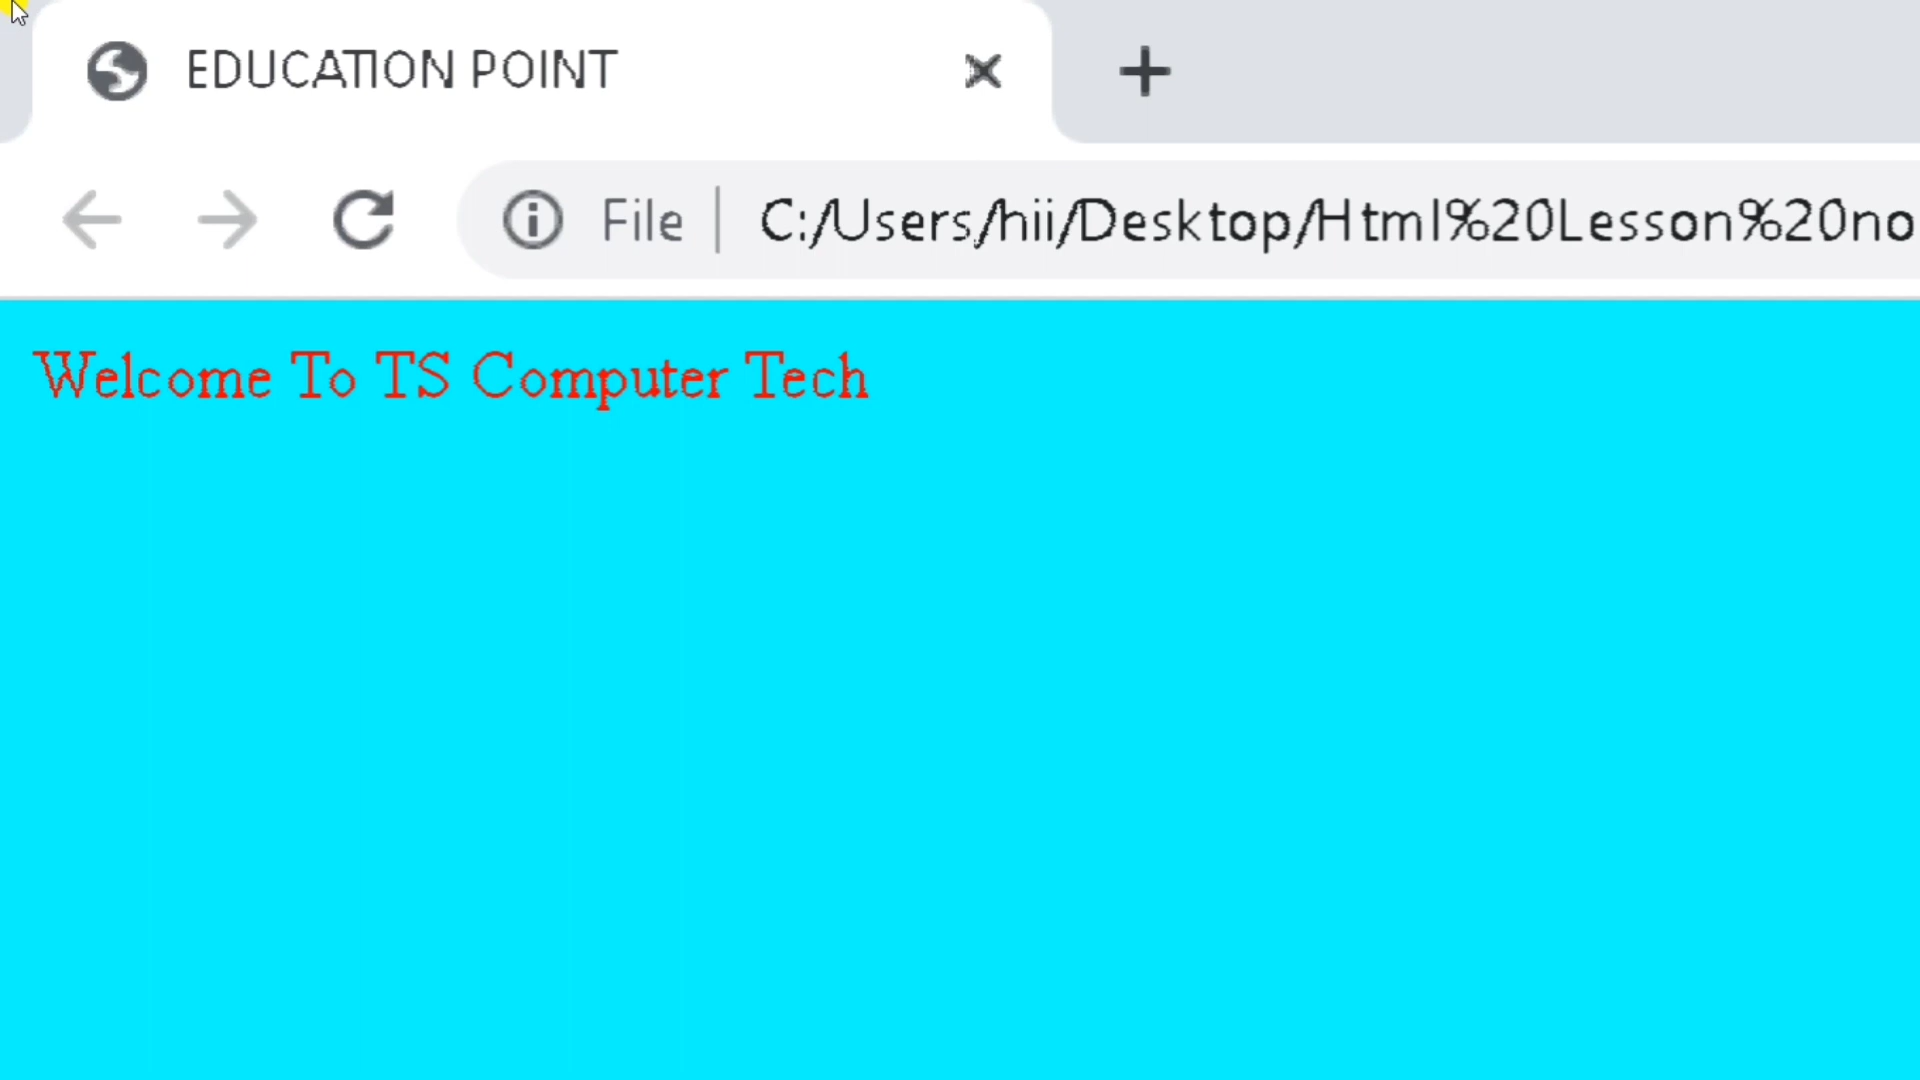 EDUCATION POINT
File C:/Users/hii/Desktop/Html%20Lesson%20no
Welcome To TS Computer Tech